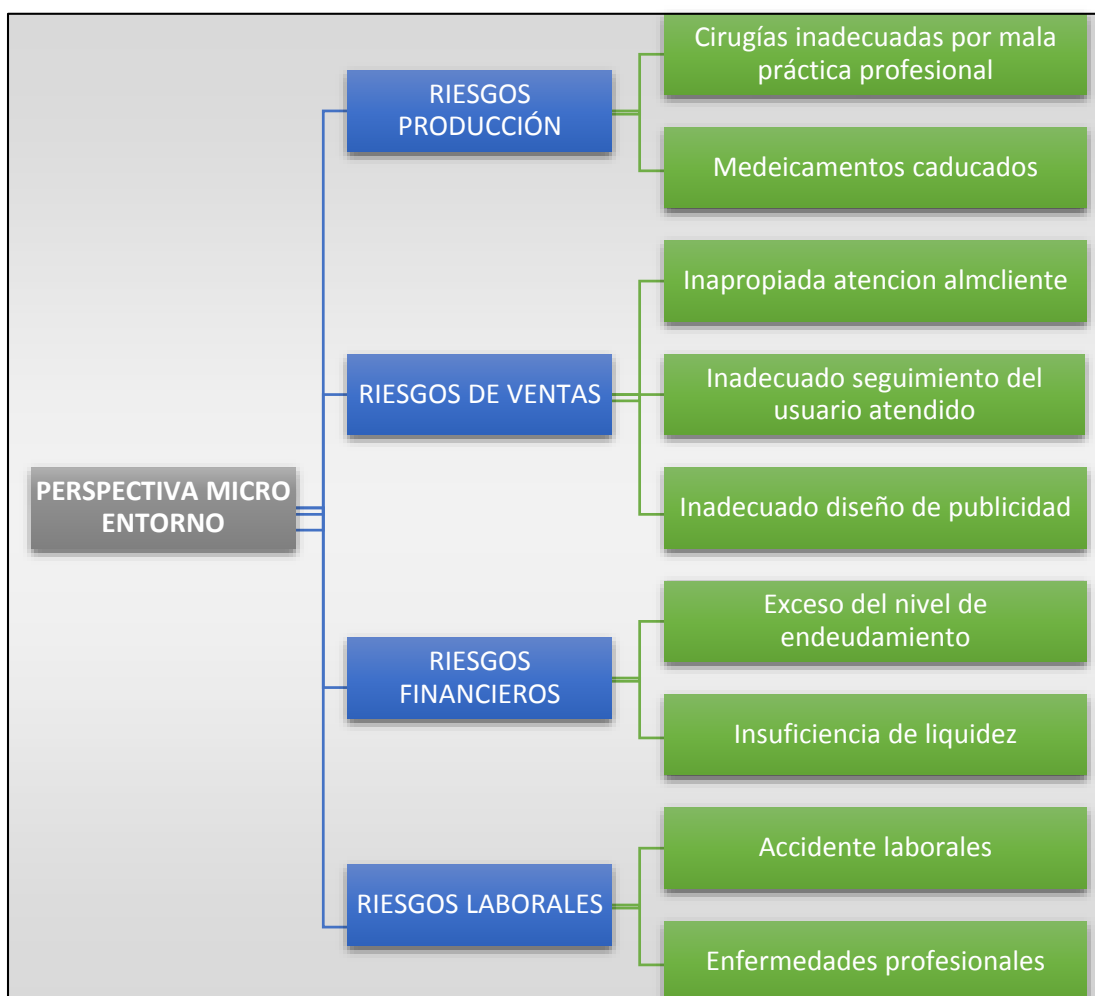 Cirugías inadecuadas por mala
práctica profesional
RIESGOS
PRODUCCIÓN
Medeicamentos caducados
Inapropiada atencion almcliente
RIESGOS DE VENTAS
Inadecuado seguimiento del
usuario atendido
Inadecuado diseño de publicidad
PERSPECTIVA MICRO
ENTORNO
Exceso del nivel de
endeudamiento
RIESGOS
FINANCIEROS
Insuficiencia de liquidez
Accidente laborales
RIESGOS LABORALES
Enfermedades profesionales